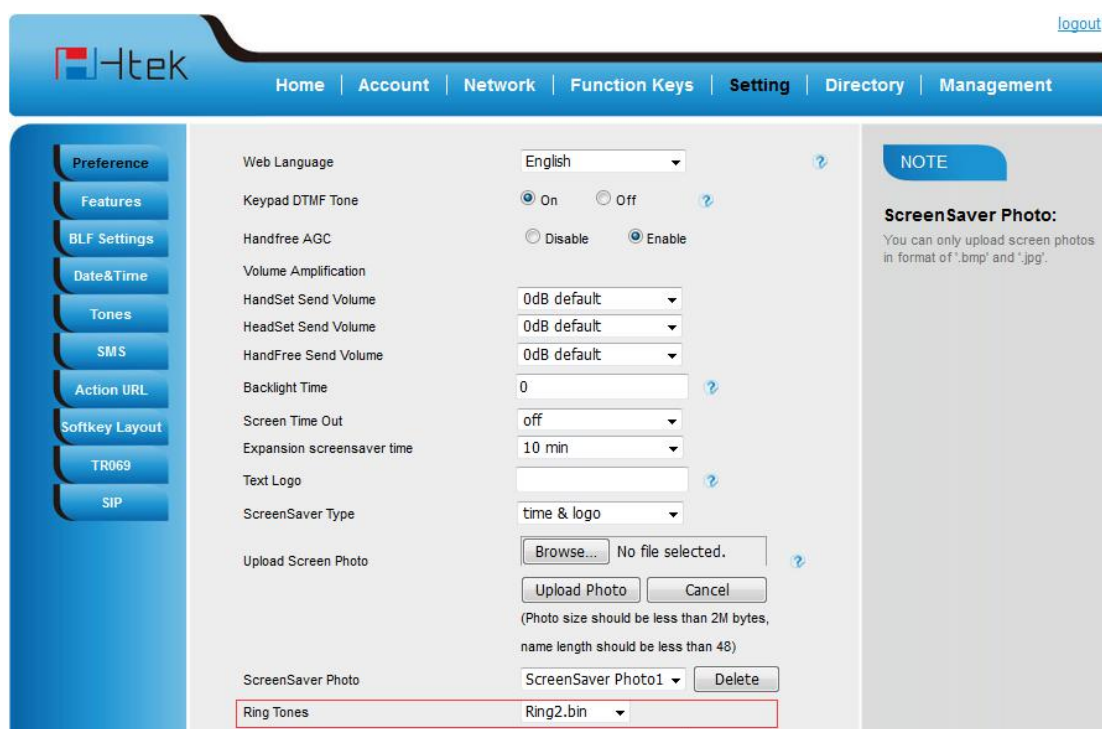 logout
Htek
Home | Account | Network | Function Keys | Setting | Directory | Management
Preference
Features
BLF Settings
Date&Time
Tones
SMS
Action URL
Softkey Layout
TR069
SIP
Web Language English
Keypad DTMF Tone On Off
Handfree AGC Disable Enable
Volume Amplification
HandSet Send Volume 0dB default
HeadSet Send Volume 0dB default
HandFree Send Volume 0dB default
Backlight Time 0
Screen Time Out off
Expansion screensaver time 10 min
Text Logo
ScreenSaver Type time & logo
Upload Screen Photo Browse... No file selected.
Upload Photo Cancel
(Photo size should be less than 2M bytes,
name length should be less than 48)
ScreenSaver Photo ScreenSaver Photo1 Delete
Ring Tones Ring2.bin
NOTE
ScreenSaver Photo:
You can only upload screen photos
in format of '.bmp' and '.jpg'.